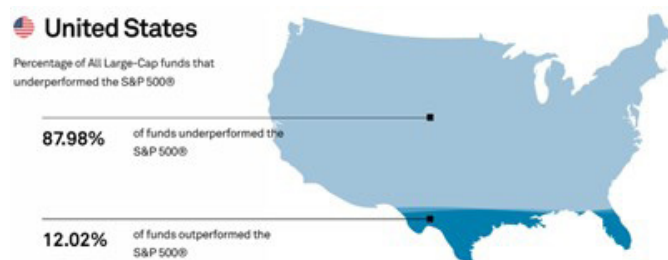 United States
Percentage of All Large-Cap funds that
underperformed the S&P 500®
87.98%
of funds underperformed the
S&P 500®
12.02%
of funds outperformed the
S&P 500®